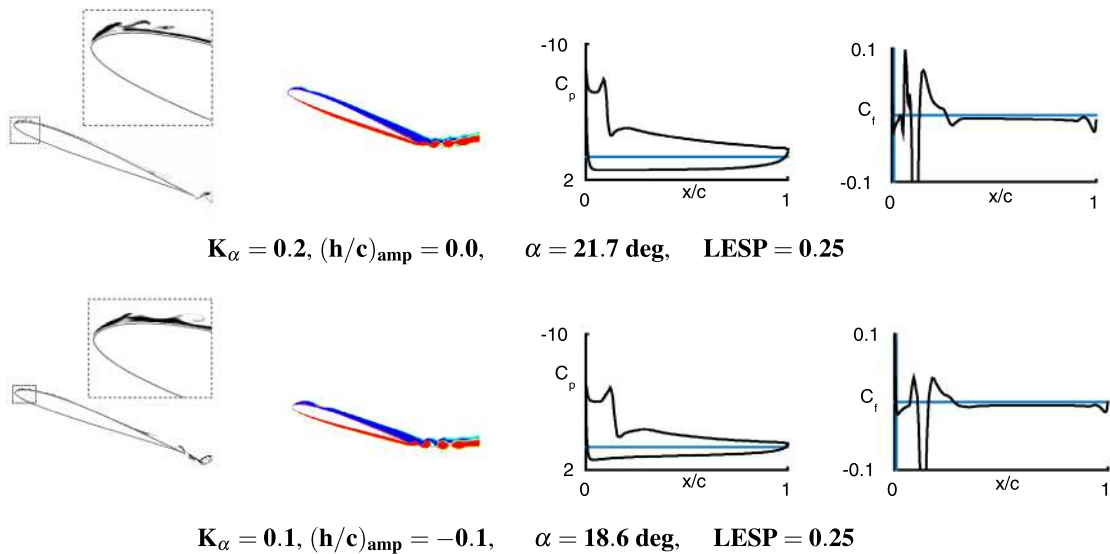 -10
C_p
2
0
x/c
1
0.1
C_f
-0.1
0
x/c
1
K_α = 0.2, (h/c)_amp = 0.0, α = 21.7 deg, LESP = 0.25
-10
C_p
2
0
x/c
1
0.1
C_f
-0.1
0
x/c
1
K_α = 0.1, (h/c)_amp = −0.1, α = 18.6 deg, LESP = 0.25